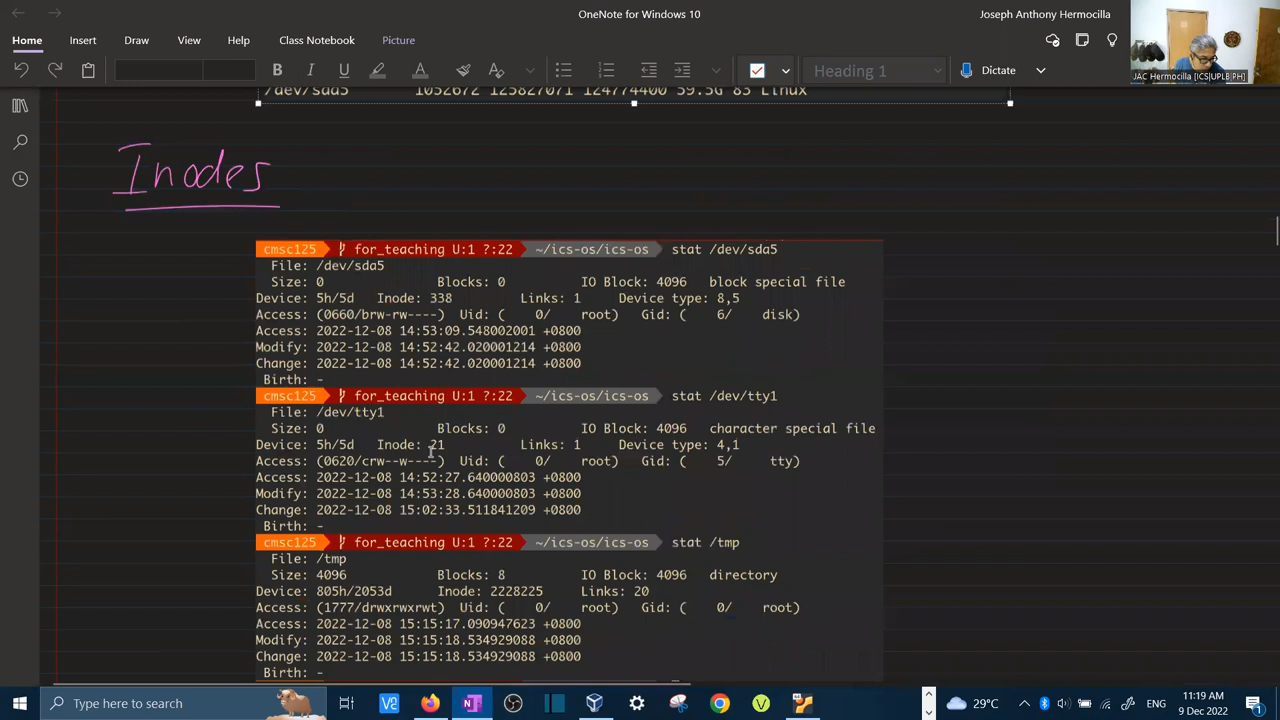 OneNote for Windows 10
Joseph Anthony Hermocilla
Home Insert Draw View Help Class Notebook Picture
B I U A Heading 1 Dictate
JAC Hermocilla [ICS|UPLB PH]
/dev/sda5 1052672 125827071 124774400 59.5G 83 Linux
Inodes
cmsc125 for_teaching U:1 ?:22 ~/ics-os/ics-os stat /dev/sda5
File: /dev/sda5
Size: 0 Blocks: 0 IO Block: 4096 block special file
Device: 5h/5d Inode: 338 Links: 1 Device type: 8,5
Access: (0660/brw-rw----) Uid: ( 0/ root) Gid: ( 6/ disk)
Access: 2022-12-08 14:53:09.548002001 +0800
Modify: 2022-12-08 14:52:42.020001214 +0800
Change: 2022-12-08 14:52:42.020001214 +0800
Birth: -
cmsc125 for_teaching U:1 ?:22 ~/ics-os/ics-os stat /dev/tty1
File: /dev/tty1
Size: 0 Blocks: 0 IO Block: 4096 character special file
Device: 5h/5d Inode: 21 Links: 1 Device type: 4,1
Access: (0620/crw--w----) Uid: ( 0/ root) Gid: ( 5/ tty)
Access: 2022-12-08 14:52:27.640000803 +0800
Modify: 2022-12-08 14:53:28.640000803 +0800
Change: 2022-12-08 15:02:33.511841209 +0800
Birth: -
cmsc125 for_teaching U:1 ?:22 ~/ics-os/ics-os stat /tmp
File: /tmp
Size: 4096 Blocks: 8 IO Block: 4096 directory
Device: 805h/2053d Inode: 2228225 Links: 20
Access: (1777/drwxrwxrwt) Uid: ( 0/ root) Gid: ( 0/ root)
Access: 2022-12-08 15:15:17.090947623 +0800
Modify: 2022-12-08 15:15:18.534929088 +0800
Change: 2022-12-08 15:15:18.534929088 +0800
Birth: -
Type here to search
29°C
ENG
11:19 AM
9 Dec 2022